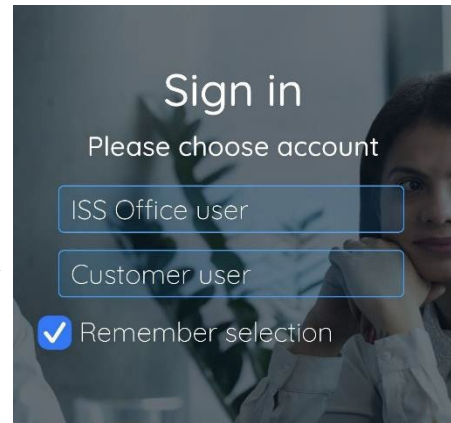 Sign in
Please choose account
ISS Office user
Customer user
Remember selection